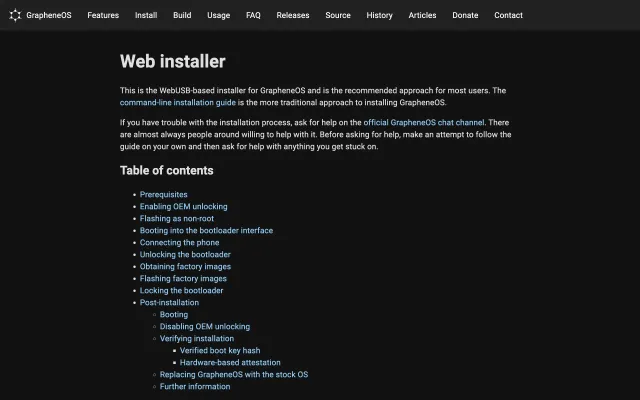 GrapheneOS Features Install Build Usage FAQ Releases Source History Articles Donate Contact
Web installer
This is the WebUSB-based installer for GrapheneOS and is the recommended approach for most users. The
command-line installation guide is the more traditional approach to installing GrapheneOS.
If you have trouble with the installation process, ask for help on the official GrapheneOS chat channel. There
are almost always people around willing to help with it. Before asking for help, make an attempt to follow the
guide on your own and then ask for help with anything you get stuck on.
Table of contents
Prerequisites
Enabling OEM unlocking
Flashing as non-root
Booting into the bootloader interface
Connecting the phone
Unlocking the bootloader
Obtaining factory images
Flashing factory images
Locking the bootloader
Post-installation
Booting
Disabling OEM unlocking
Verifying installation
Verified boot key hash
Hardware-based attestation
Replacing GrapheneOS with the stock OS
Further information